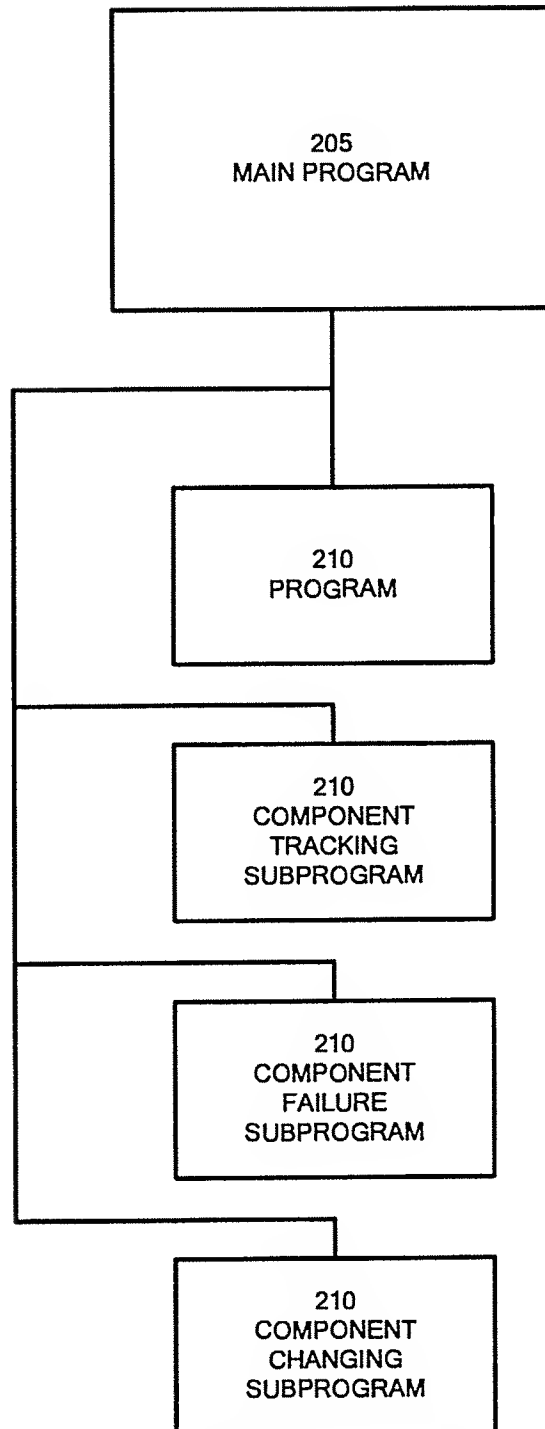 205
MAIN PROGRAM
210
PROGRAM
210
COMPONENT
TRACKING
SUBPROGRAM
210
COMPONENT
FAILURE
SUBPROGRAM
210
COMPONENT
CHANGING
SUBPROGRAM